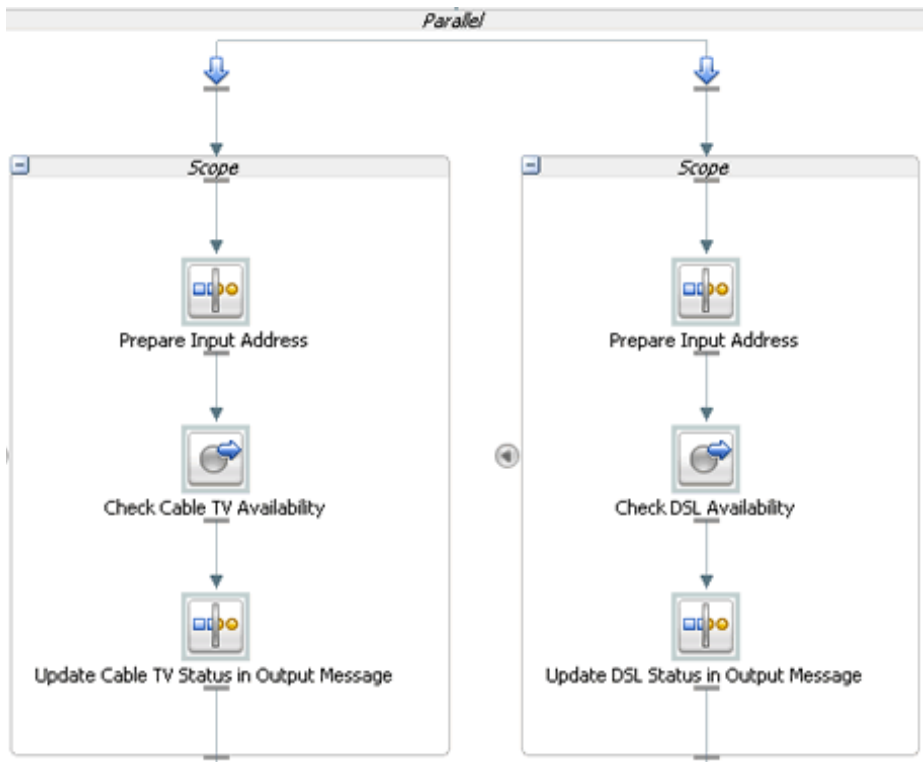 Parallel
Scope
Scope
Prepare Input Address
Prepare Input Address
Check Cable TV Availability
Check DSL Availability
Update Cable TV Status in Output Message
Update DSL Status in Output Message